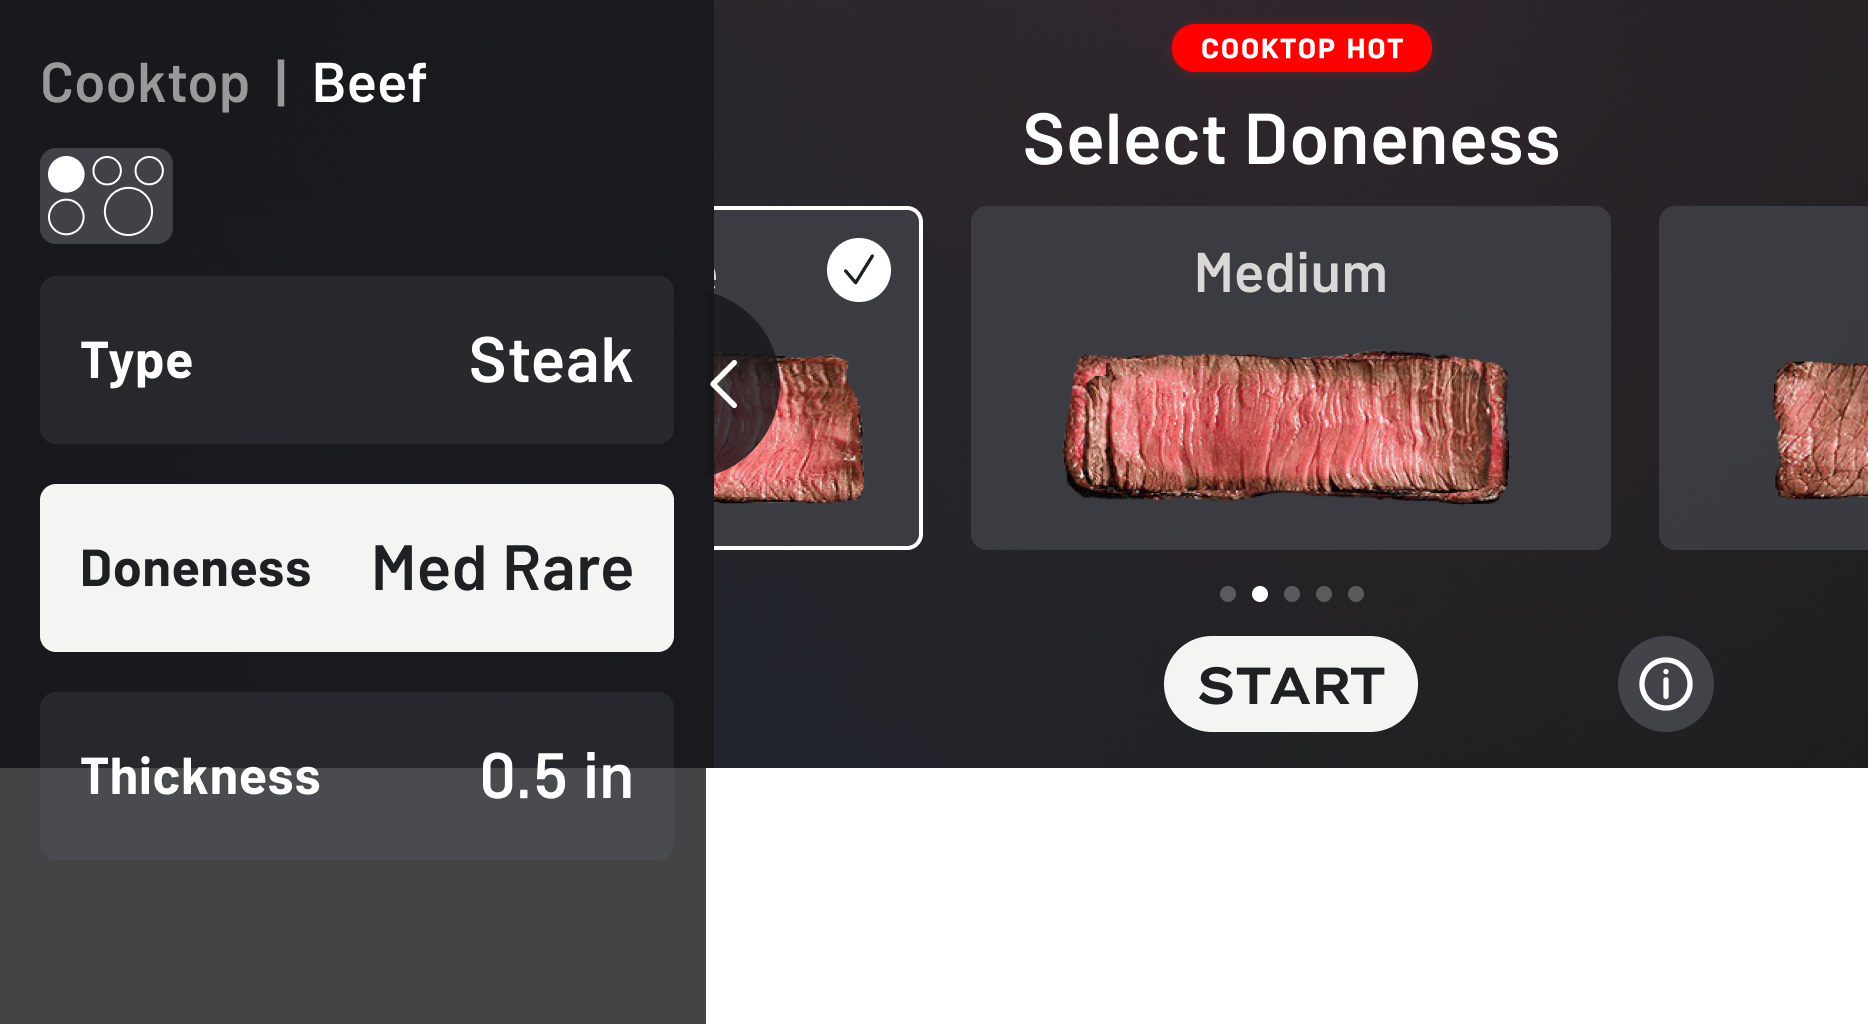 Cooktop | Beef
Type Steak
Doneness Med Rare
Thickness 0.5 in
COOKTOP HOT
Select Doneness
Medium
START